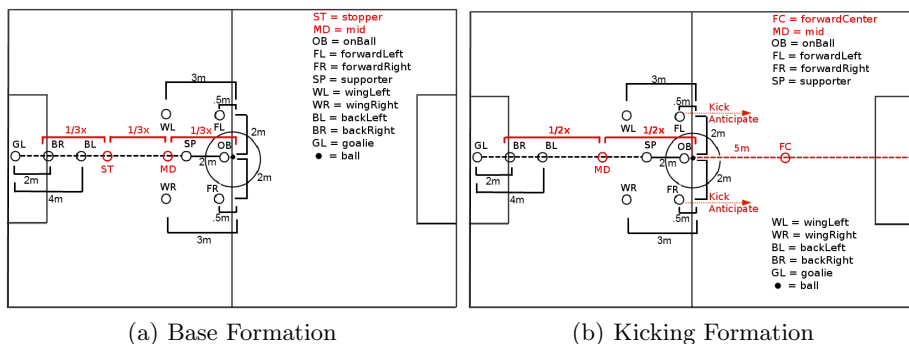 ST = stopper
MD = mid
OB = onBall
FL = forwardLeft
FR = forwardRight
SP = supporter
WL = wingLeft
WR = wingRight
BL = backLeft
BR = backRight
GL = goalie
= ball
3m
.5m
WL
FL
1/3x
1/3x
1/3x
2m
GL
BR
BL
SP
OB
ST
MD
2m
2m
2m
4m
WR
FR
.5m
3m
(a) Base Formation
FC = forwardCenter
MD = mid
OB = onBall
FL = forwardLeft
FR = forwardRight
SP = supporter
3m
.5m
Kick
Anticipate
WL
FL
1/2x
1/2x
2m
GL
BR
BL
SP
OB
5m
FC
MD
2m
2m
2m
4m
WR
FR
Kick
Anticipate
.5m
3m
WL = wingLeft
WR = wingRight
BL = backLeft
BR = backRight
GL = goalie
= ball
(b) Kicking Formation